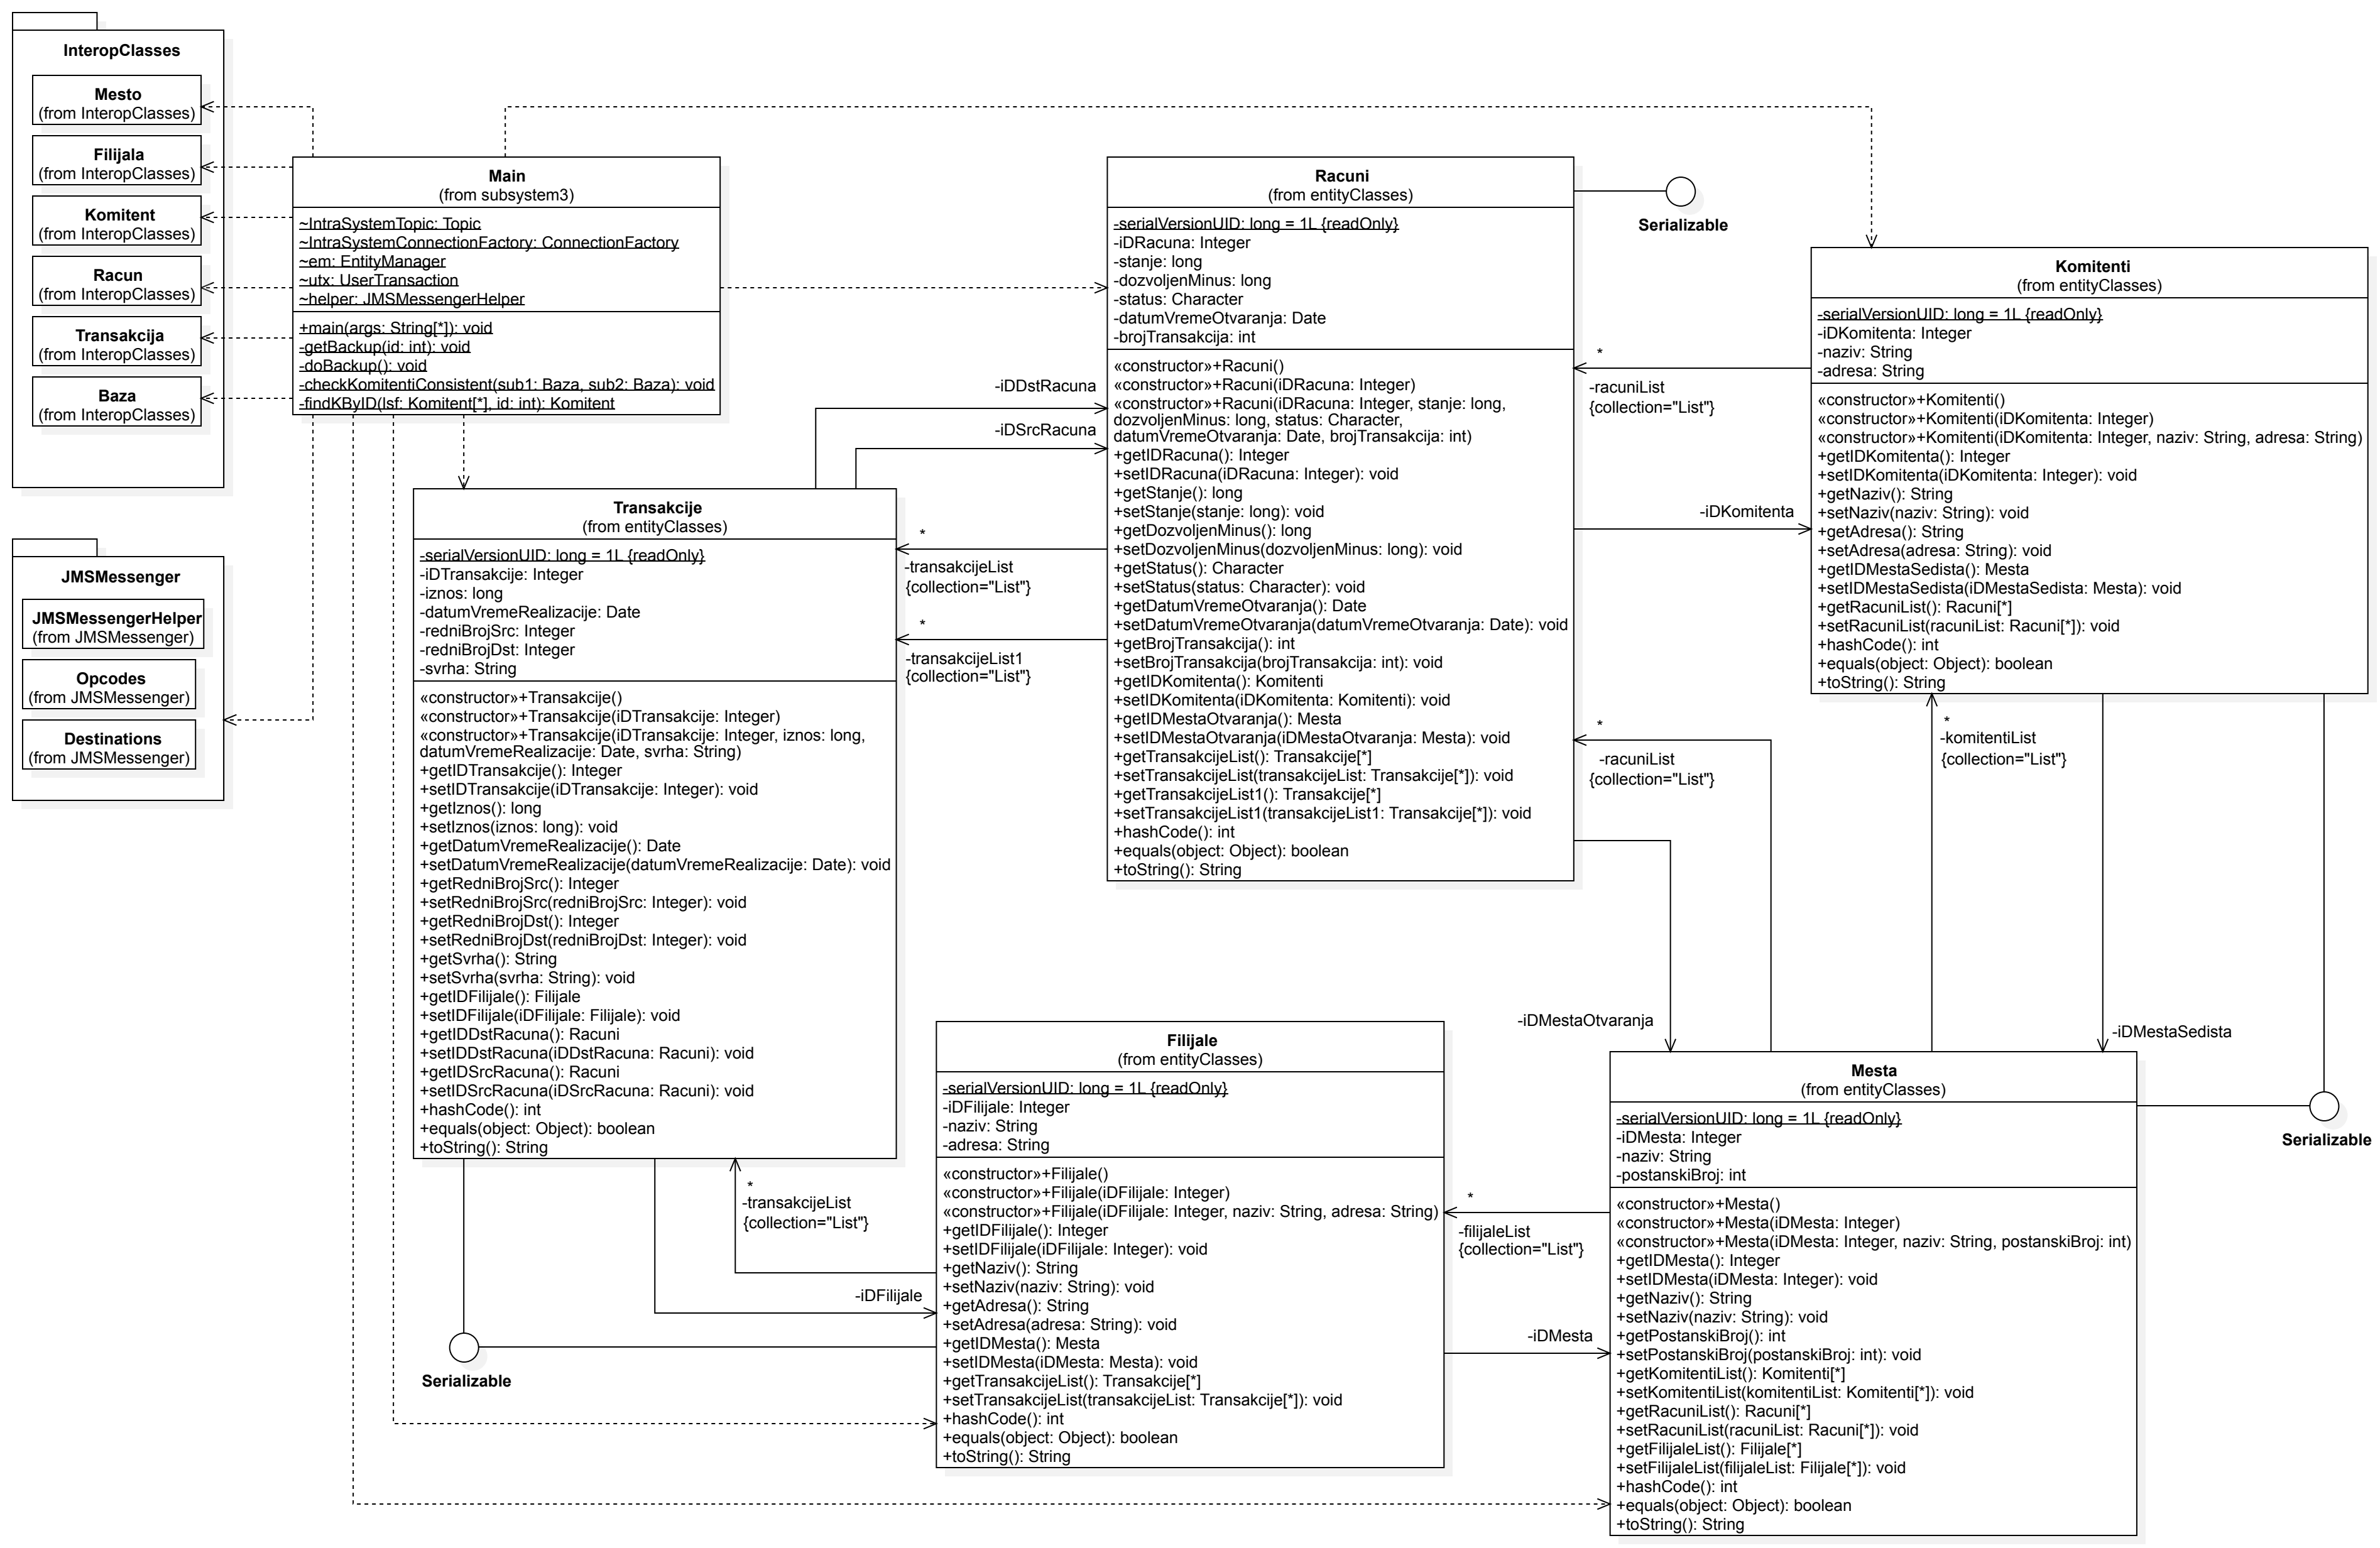 InteropClasses
Mesto
(from InteropClasses)
Filijala
(from InteropClasses)
Komitent
(from InteropClasses)
Racun
(from InteropClasses)
Transakcija
(from InteropClasses)
Baza
(from InteropClasses)
JMSMessenger
JMSMessengerHelper
(from JMSMessenger)
Opcodes
(from JMSMessenger)
Destinations
(from JMSMessenger)
Main
(from subsystem3)
~IntraSystemTopic: Topic
~IntraSystemConnectionFactory: ConnectionFactory
~em: EntityManager
~utx: UserTransaction
~helper: JMSMessengerHelper
+main(args: String[*]): void
-getBackup(id: int): void
-doBackup(): void
-checkKomitentiConsistent(sub1: Baza, sub2: Baza): void
-findKByID(lsf: Komitent[*], id: int): Komitent
Transakcije
(from entityClasses)
-serialVersionUID: long = 1L {readOnly}
-iDTransakcije: Integer
-iznos: long
-datumVremeRealizacije: Date
-redniBrojSrc: Integer
-redniBrojDst: Integer
-svrha: String
«constructor»+Transakcije()
«constructor»+Transakcije(iDTransakcije: Integer)
«constructor»+Transakcije(iDTransakcije: Integer, iznos: long,
datumVremeRealizacije: Date, svrha: String)
+getIDTransakcije(): Integer
+setIDTransakcije(iDTransakcije: Integer): void
+getIznos(): long
+setIznos(iznos: long): void
+getDatumVremeRealizacije(): Date
+setDatumVremeRealizacije(datumVremeRealizacije: Date): void
+getRedniBrojSrc(): Integer
+setRedniBrojSrc(redniBrojSrc: Integer): void
+getRedniBrojDst(): Integer
+setRedniBrojDst(redniBrojDst: Integer): void
+getSvrha(): String
+setSvrha(svrha: String): void
+getIDFilijale(): Filijale
+setIDFilijale(iDFilijale: Filijale): void
+getIDDstRacuna(): Racuni
+setIDDstRacuna(iDDstRacuna: Racuni): void
+getIDSrcRacuna(): Racuni
+setIDSrcRacuna(iDSrcRacuna: Racuni): void
+hashCode(): int
+equals(object: Object): boolean
+toString(): String
-iDDstRacuna
-iDSrcRacuna
*
-transakcijeList
{collection="List"}
*
-transakcijeList1
{collection="List"}
*
-transakcijeList
{collection="List"}
-iDFilijale
Serializable
Racuni
(from entityClasses)
-serialVersionUID: long = 1L {readOnly}
-iDRacuna: Integer
-stanje: long
-dozvoljenMinus: long
-status: Character
-datumVremeOtvaranja: Date
-brojTransakcija: int
«constructor»+Racuni()
«constructor»+Racuni(iDRacuna: Integer)
«constructor»+Racuni(iDRacuna: Integer, stanje: long,
dozvoljenMinus: long, status: Character,
datumVremeOtvaranja: Date, brojTransakcija: int)
+getIDRacuna(): Integer
+setIDRacuna(iDRacuna: Integer): void
+getStanje(): long
+setStanje(stanje: long): void
+getDozvoljenMinus(): long
+setDozvoljenMinus(dozvoljenMinus: long): void
+getStatus(): Character
+setStatus(status: Character): void
+getDatumVremeOtvaranja(): Date
+setDatumVremeOtvaranja(datumVremeOtvaranja: Date): void
+getBrojTransakcija(): int
+setBrojTransakcija(brojTransakcija: int): void
+getIDKomitenta(): Komitenti
+setIDKomitenta(iDKomitenta: Komitenti): void
+getIDMestaOtvaranja(): Mesta
+setIDMestaOtvaranja(iDMestaOtvaranja: Mesta): void
+getTransakcijeList(): Transakcije[*]
+setTransakcijeList(transakcijeList: Transakcije[*]): void
+getTransakcijeList1(): Transakcije[*]
+setTransakcijeList1(transakcijeList1: Transakcije[*]): void
+hashCode(): int
+equals(object: Object): boolean
+toString(): String
Serializable
*
-racuniList
{collection="List"}
-iDKomitenta
*
-racuniList
{collection="List"}
-iDMestaOtvaranja
Komitenti
(from entityClasses)
-serialVersionUID: long = 1L {readOnly}
-iDKomitenta: Integer
-naziv: String
-adresa: String
«constructor»+Komitenti()
«constructor»+Komitenti(iDKomitenta: Integer)
«constructor»+Komitenti(iDKomitenta: Integer, naziv: String, adresa: String)
+getIDKomitenta(): Integer
+setIDKomitenta(iDKomitenta: Integer): void
+getNaziv(): String
+setNaziv(naziv: String): void
+getAdresa(): String
+setAdresa(adresa: String): void
+getIDMestaSedista(): Mesta
+setIDMestaSedista(iDMestaSedista: Mesta): void
+getRacuniList(): Racuni[*]
+setRacuniList(racuniList: Racuni[*]): void
+hashCode(): int
+equals(object: Object): boolean
+toString(): String
*
-komitentiList
{collection="List"}
-iDMestaSedista
Serializable
Filijale
(from entityClasses)
-serialVersionUID: long = 1L {readOnly}
-iDFilijale: Integer
-naziv: String
-adresa: String
«constructor»+Filijale()
«constructor»+Filijale(iDFilijale: Integer)
«constructor»+Filijale(iDFilijale: Integer, naziv: String, adresa: String)
+getIDFilijale(): Integer
+setIDFilijale(iDFilijale: Integer): void
+getNaziv(): String
+setNaziv(naziv: String): void
+getAdresa(): String
+setAdresa(adresa: String): void
+getIDMesta(): Mesta
+setIDMesta(iDMesta: Mesta): void
+getTransakcijeList(): Transakcije[*]
+setTransakcijeList(transakcijeList: Transakcije[*]): void
+hashCode(): int
+equals(object: Object): boolean
+toString(): String
*
-filijaleList
{collection="List"}
-iDMesta
Mesta
(from entityClasses)
-serialVersionUID: long = 1L {readOnly}
-iDMesta: Integer
-naziv: String
-postanskiBroj: int
«constructor»+Mesta()
«constructor»+Mesta(iDMesta: Integer)
«constructor»+Mesta(iDMesta: Integer, naziv: String, postanskiBroj: int)
+getIDMesta(): Integer
+setIDMesta(iDMesta: Integer): void
+getNaziv(): String
+setNaziv(naziv: String): void
+getPostanskiBroj(): int
+setPostanskiBroj(postanskiBroj: int): void
+getKomitentiList(): Komitenti[*]
+setKomitentiList(komitentiList: Komitenti[*]): void
+getRacuniList(): Racuni[*]
+setRacuniList(racuniList: Racuni[*]): void
+getFilijaleList(): Filijale[*]
+setFilijaleList(filijaleList: Filijale[*]): void
+hashCode(): int
+equals(object: Object): boolean
+toString(): String